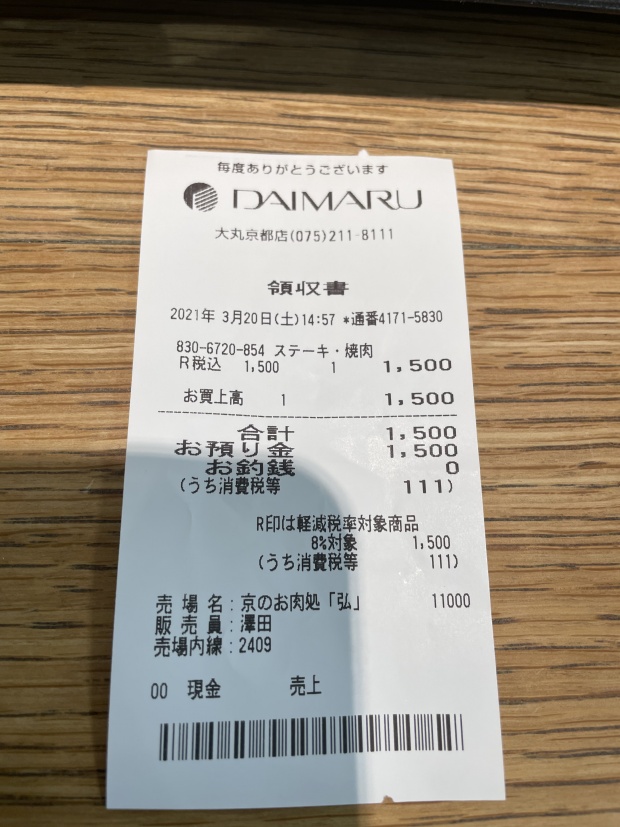 毎度ありがとうございます
DAIMARU
大丸京都店(075)211-8111
領収書
2021年 3月20日(土)14:57 *通番4171-5830
830-6720-854 ステーキ・焼肉
R税込 1,500 1 1,500
お買上高 1 1,500
合計 1,500
お預り金 1,500
お釣銭 0
(うち消費税等 111)
R印は軽減税率対象商品
8%対象 1,500
(うち消費税等 111)
売場名:京のお肉処「弘」 11000
販売員:澤田
売場内線:2409
00 現金 売上